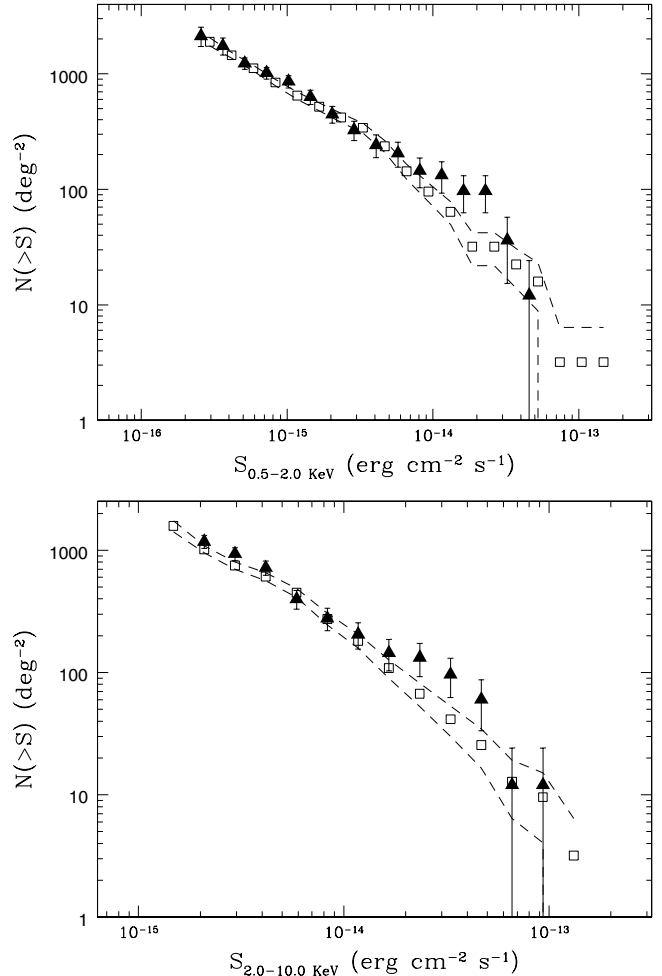 1000
100
10
1
N(>S) (deg⁻²)
10⁻¹⁶ 10⁻¹⁵ 10⁻¹⁴ 10⁻¹³
S0.5−2.0 KeV (erg cm⁻² s⁻¹)
1000
100
10
1
N(>S) (deg⁻²)
10⁻¹⁵ 10⁻¹⁴ 10⁻¹³
S2.0−10.0 KeV (erg cm⁻² s⁻¹)